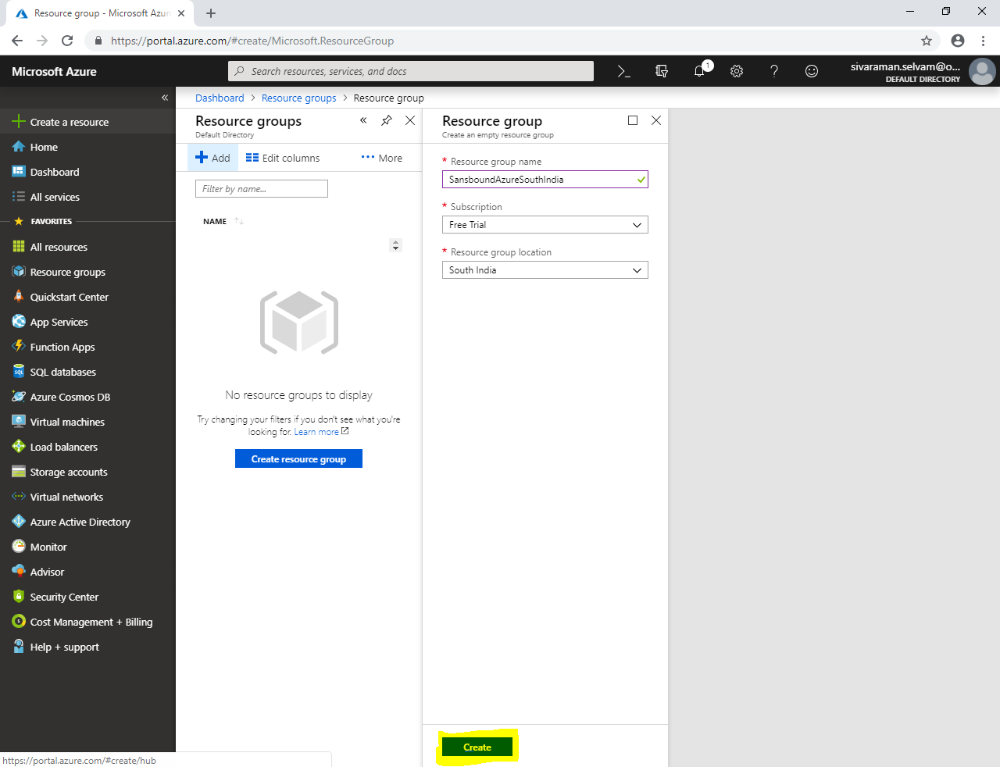 Resource group - Microsoft Azur
https://portal.azure.com/#create/Microsoft.ResourceGroup
Microsoft Azure
Search resources, services, and docs
1
sivaraman.selvam@o...
DEFAULT DIRECTORY
Dashboard > Resource groups > Resource group
Create a resource
Home
Dashboard
All services
FAVORITES
All resources
Resource groups
Quickstart Center
App Services
Function Apps
SQL databases
Azure Cosmos DB
Virtual machines
Load balancers
Storage accounts
Virtual networks
Azure Active Directory
Monitor
Advisor
Security Center
Cost Management + Billing
Help + support
https://portal.azure.com/#create/hub
Resource groups
Default Directory
Add Edit columns More
Filter by name...
NAME
No resource groups to display
Try changing your filters if you don't see what you're
looking for. Learn more
Create resource group
Resource group
Create an empty resource group
* Resource group name
SansboundAzureSouthIndia
* Subscription
Free Trial
* Resource group location
South India
Create